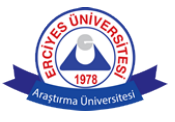 ERCİYES ÜNİVERSİTESİ
1978
Araştırma Üniversitesi